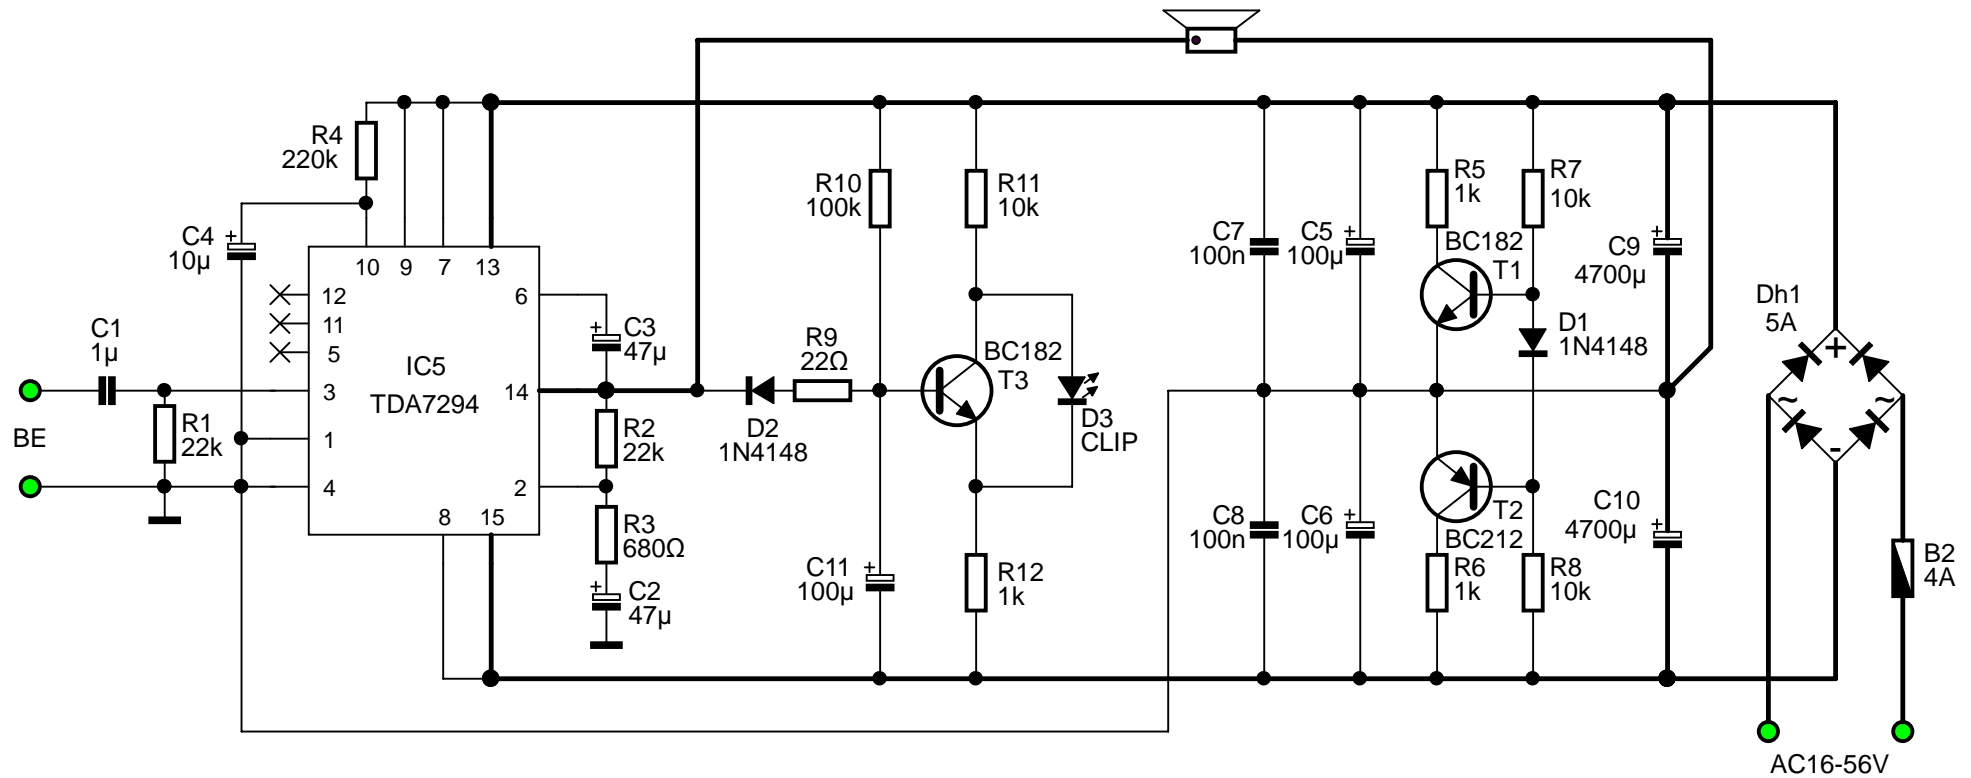 R4
220k
C4
+
10µ
10
9
7
13
12
11
5
3
1
4
6
14
2
8
15
IC5
TDA7294
C1
1µ
BE
R1
22k
+
C3
47µ
R2
22k
R3
680Ω
+
C2
47µ
D2
1N4148
R9
22Ω
R10
100k
R11
10k
BC182
T3
D3
CLIP
C11
+
100µ
R12
1k
C7
100n
C5
+
100µ
C8
100n
C6
+
100µ
R5
1k
R7
10k
BC182
T1
D1
1N4148
T2
BC212
R6
1k
R8
10k
C9
+
4700µ
C10
+
4700µ
Dh1
5A
+
~
~
-
B2
4A
AC16-56V